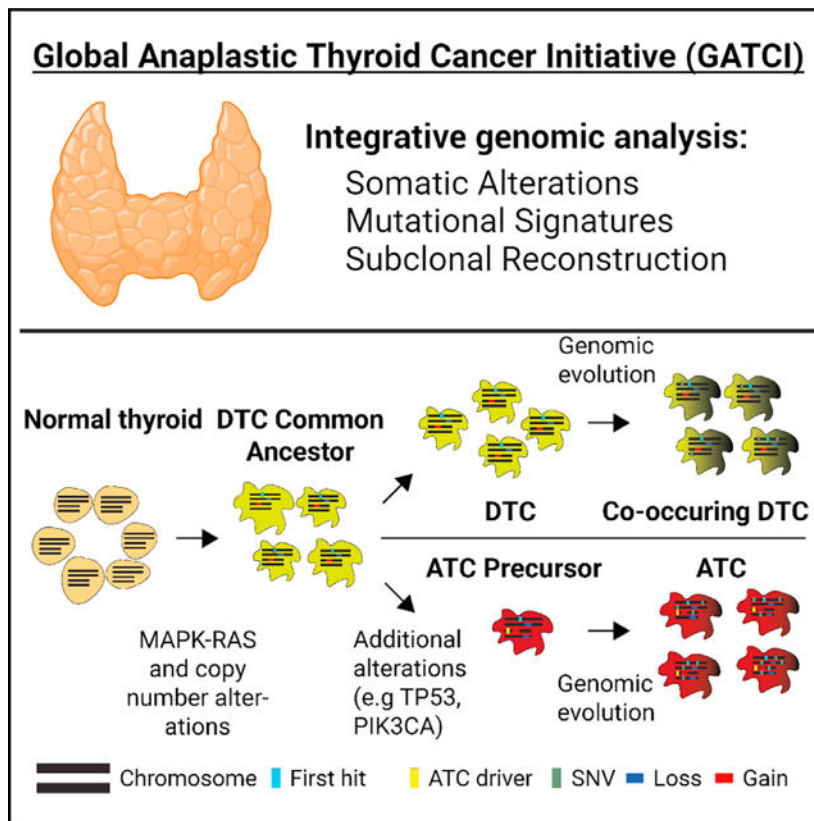 Global Anaplastic Thyroid Cancer Initiative (GATCI)
Integrative genomic analysis:
Somatic Alterations
Mutational Signatures
Subclonal Reconstruction
Genomic
evolution
Normal thyroid
DTC Common
Ancestor
DTC
Co-occuring DTC
ATC Precursor
ATC
MAPK-RAS
and copy
number alter-
ations
Additional
alterations
(e.g TP53,
PIK3CA)
Genomic
evolution
Chromosome
First hit
ATC driver
SNV
Loss
Gain